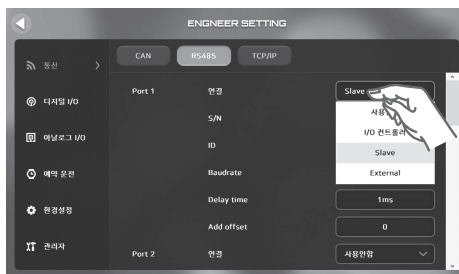 ENGNEER SETTING
통신
디지털 I/O
아날로그 I/O
예약 운전
환경설정
관리자
CAN RS485 TCP/IP
Port 1 연결 Slave
S/N
ID
Baudrate
Delay time 1ms
Add offset 0
Port 2 연결 사용안함
I/O 컨트롤러
Slave
External